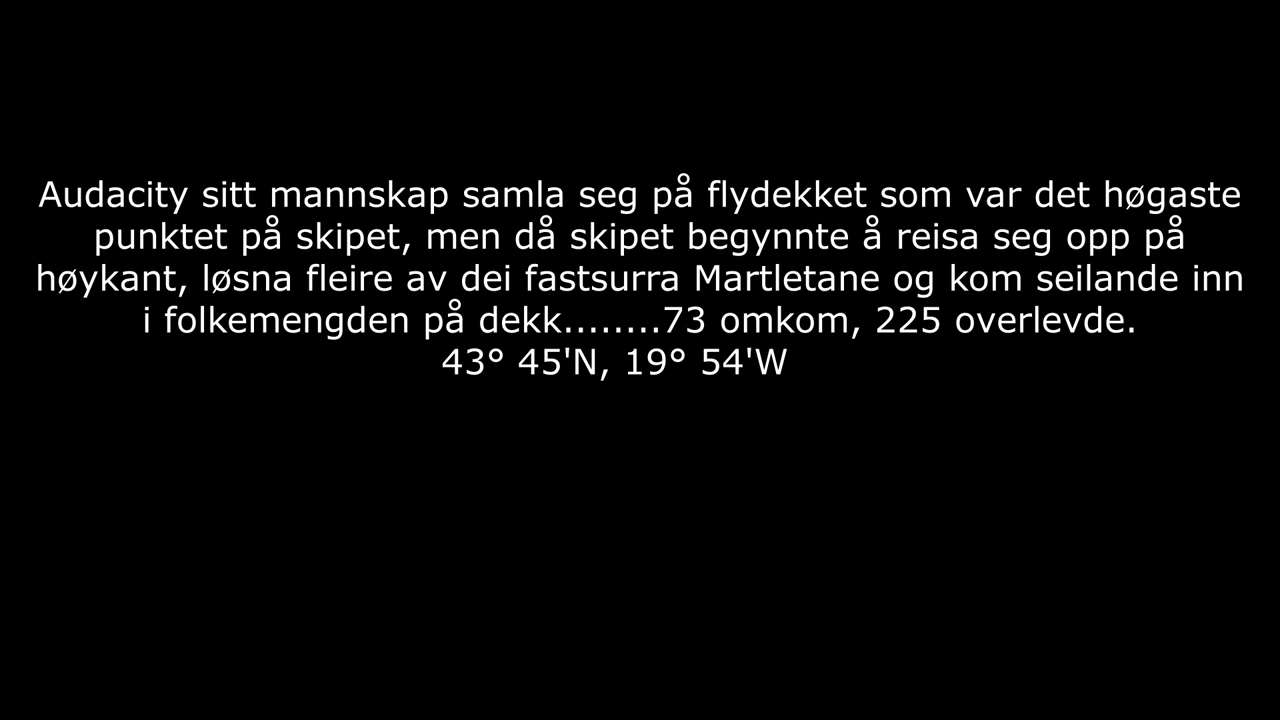 Audacity sitt mannskap samla seg på flydekket som var det høgaste
punktet på skipet, men då skipet begynnte å reisa seg opp på
høykant, løsna fleire av dei fastsurra Martletane og kom seilande inn
i folkemengden på dekk........73 omkom, 225 overlevde.
43° 45'N, 19° 54'W